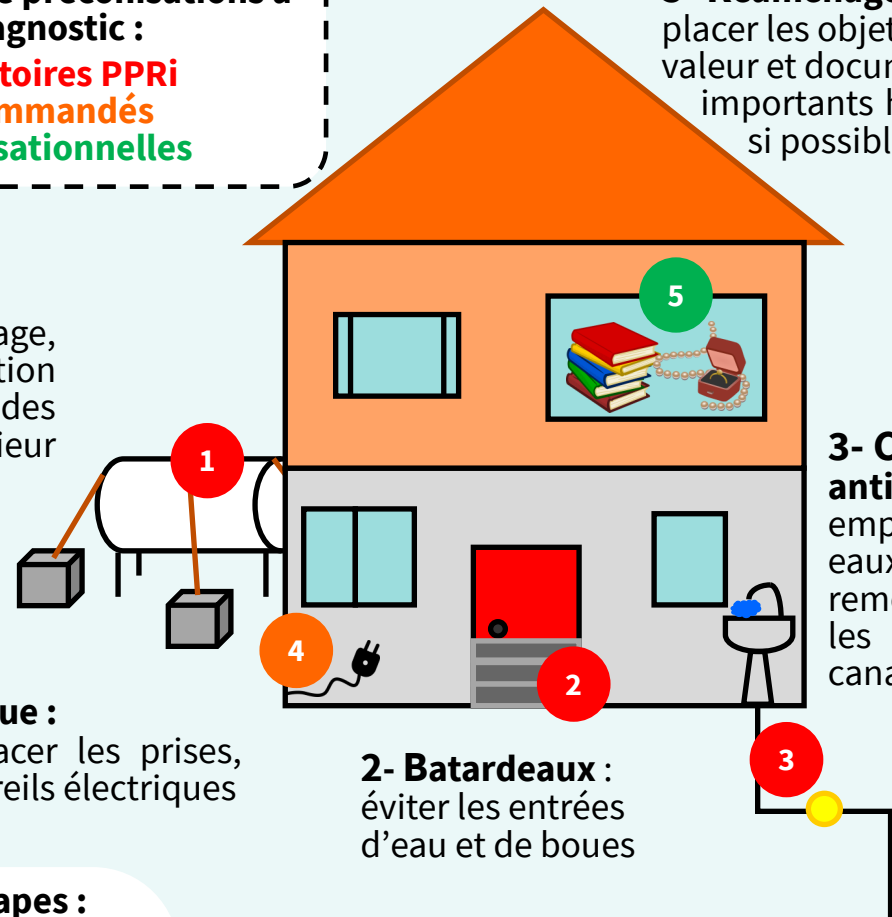 agnostic :
toires PPRi
mmandés
sationnelles
placer les objet
valeur et docum
importants h
si possibl
5
age,
tion
des
ieur
1
3- C
anti
emp
eaux
remo
les
cana
4
2
ue :
acer les prises,
reils électriques
2- Batardeaux :
éviter les entrées
d’eau et de boues
3
apes :